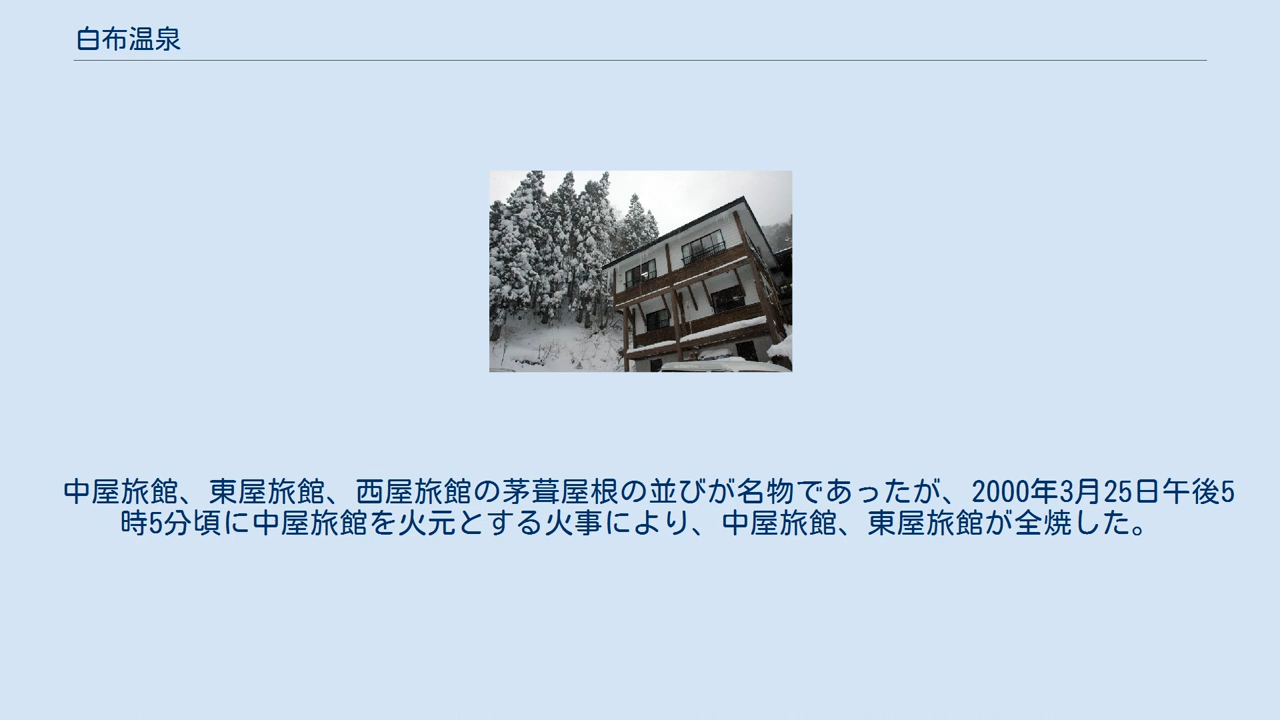 白布温泉
中屋旅館、東屋旅館、西屋旅館の茅葺屋根の並びが名物であったが、2000年3月25日午後5
時5分頃に中屋旅館を火元とする火事により、中屋旅館、東屋旅館が全焼した。